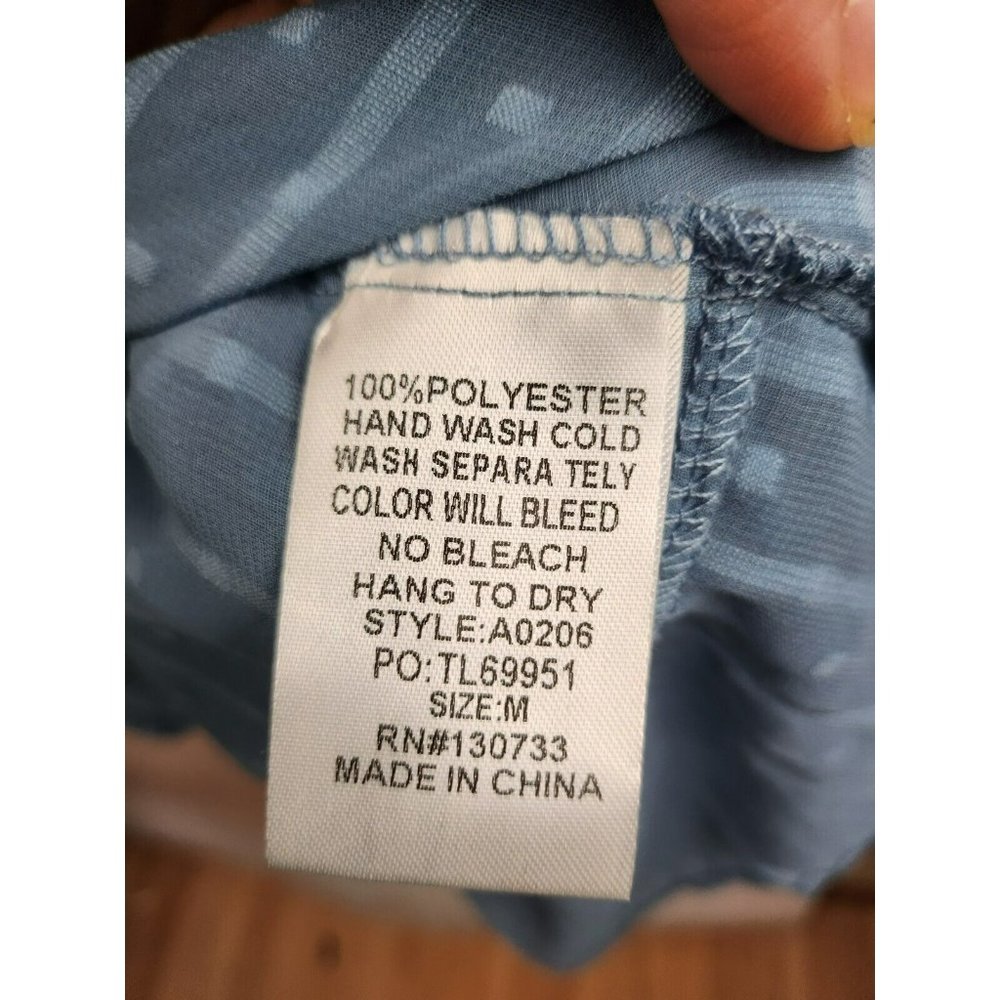 100%POLYESTER
HAND WASH COLD
WASH SEPARA TELY
COLOR WILL BLEED
NO BLEACH
HANG TO DRY
STYLE:A0206
PO:TL69951
SIZE:M
RN#130733
MADE IN CHINA